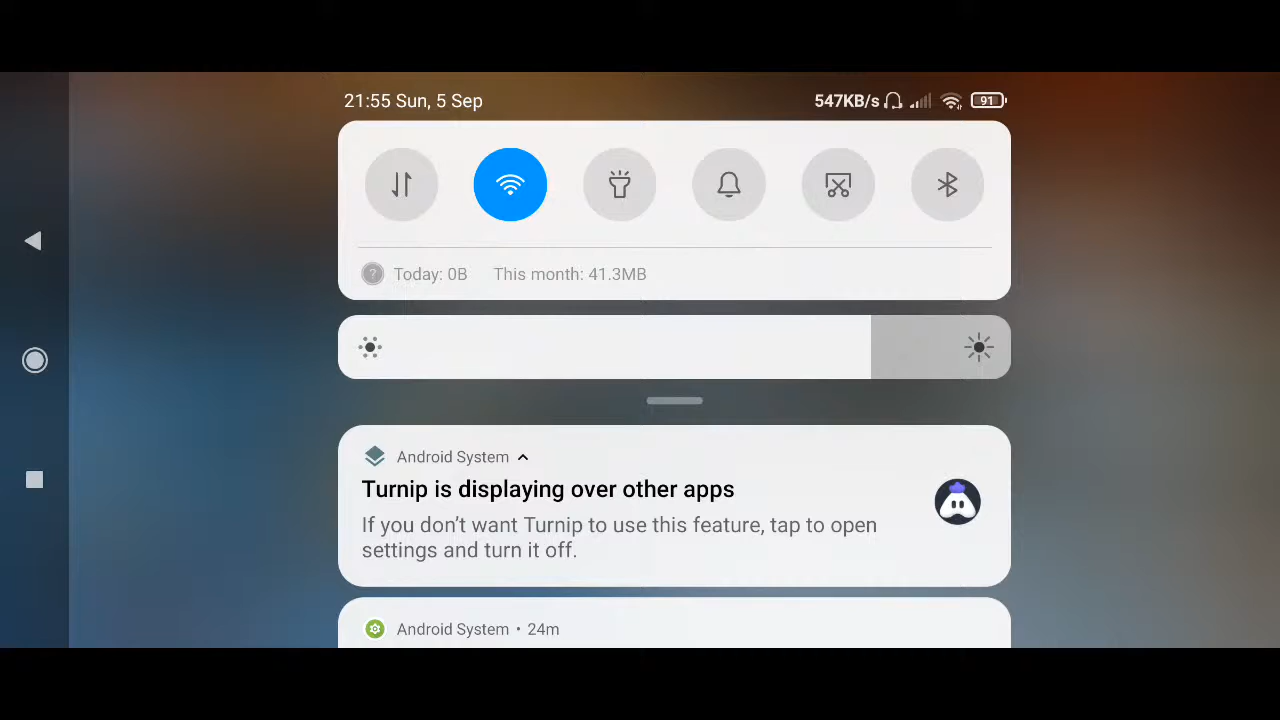 21:55 Sun, 5 Sep 547KB/s 91
Today: 0B This month: 41.3MB
Android System
Turnip is displaying over other apps
If you don't want Turnip to use this feature, tap to open
settings and turn it off.
Android System • 24m